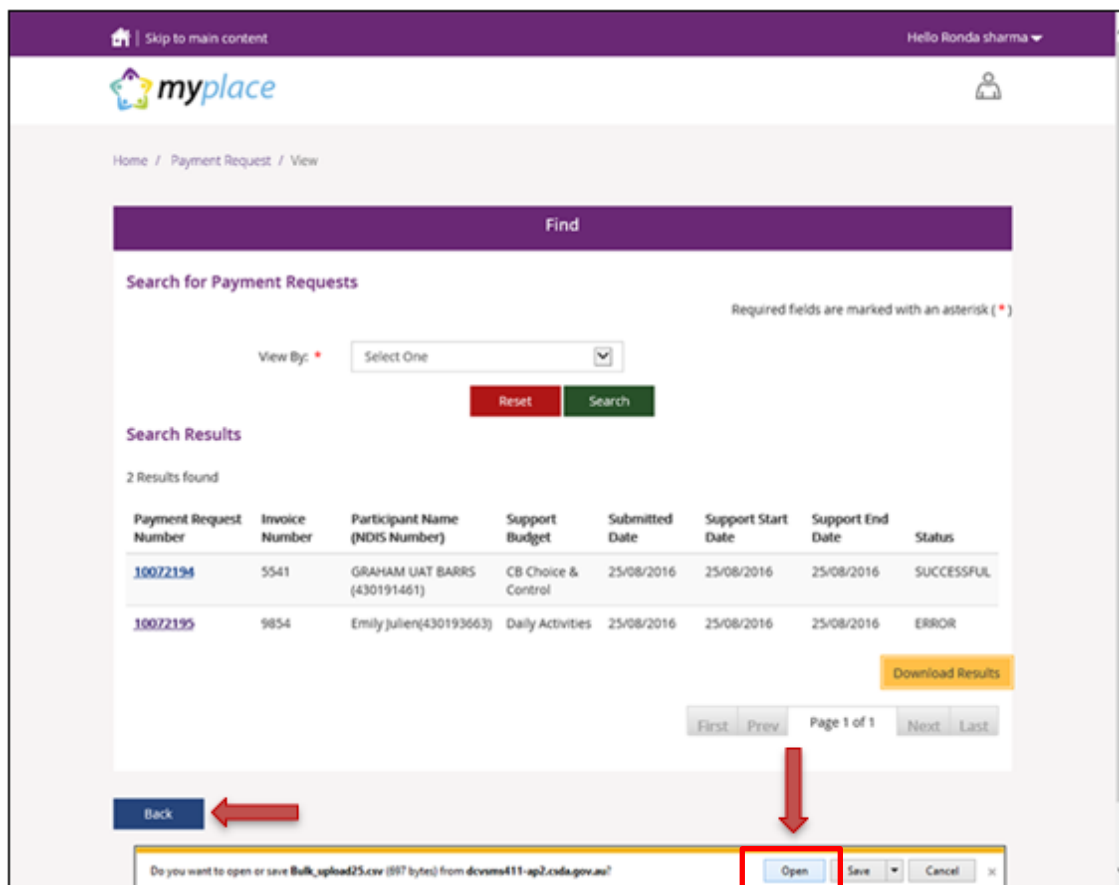 | Skip to main content Hello Ronda sharma
myplace
Home / Payment Request / View
Find
Search for Payment Requests
Required fields are marked with an asterisk (*)
View By: * Select One
Reset Search
Search Results
2 Results found
Payment Request Number Invoice Number Participant Name (NDIS Number) Support Budget Submitted Date Support Start Date Support End Date Status
10072194 5541 GRAHAM UAT BARRS (430191461) CB Choice & Control 25/08/2016 25/08/2016 25/08/2016 SUCCESSFUL
10072195 9854 Emily Julien(430193663) Daily Activities 25/08/2016 25/08/2016 25/08/2016 ERROR
Download Results
First Prev Page 1 of 1 Next Last
Back
Do you want to open or save Bulk_upload25.csv (897 bytes) from dcvsms411-ap2.csda.gov.au? Open Save Cancel ×